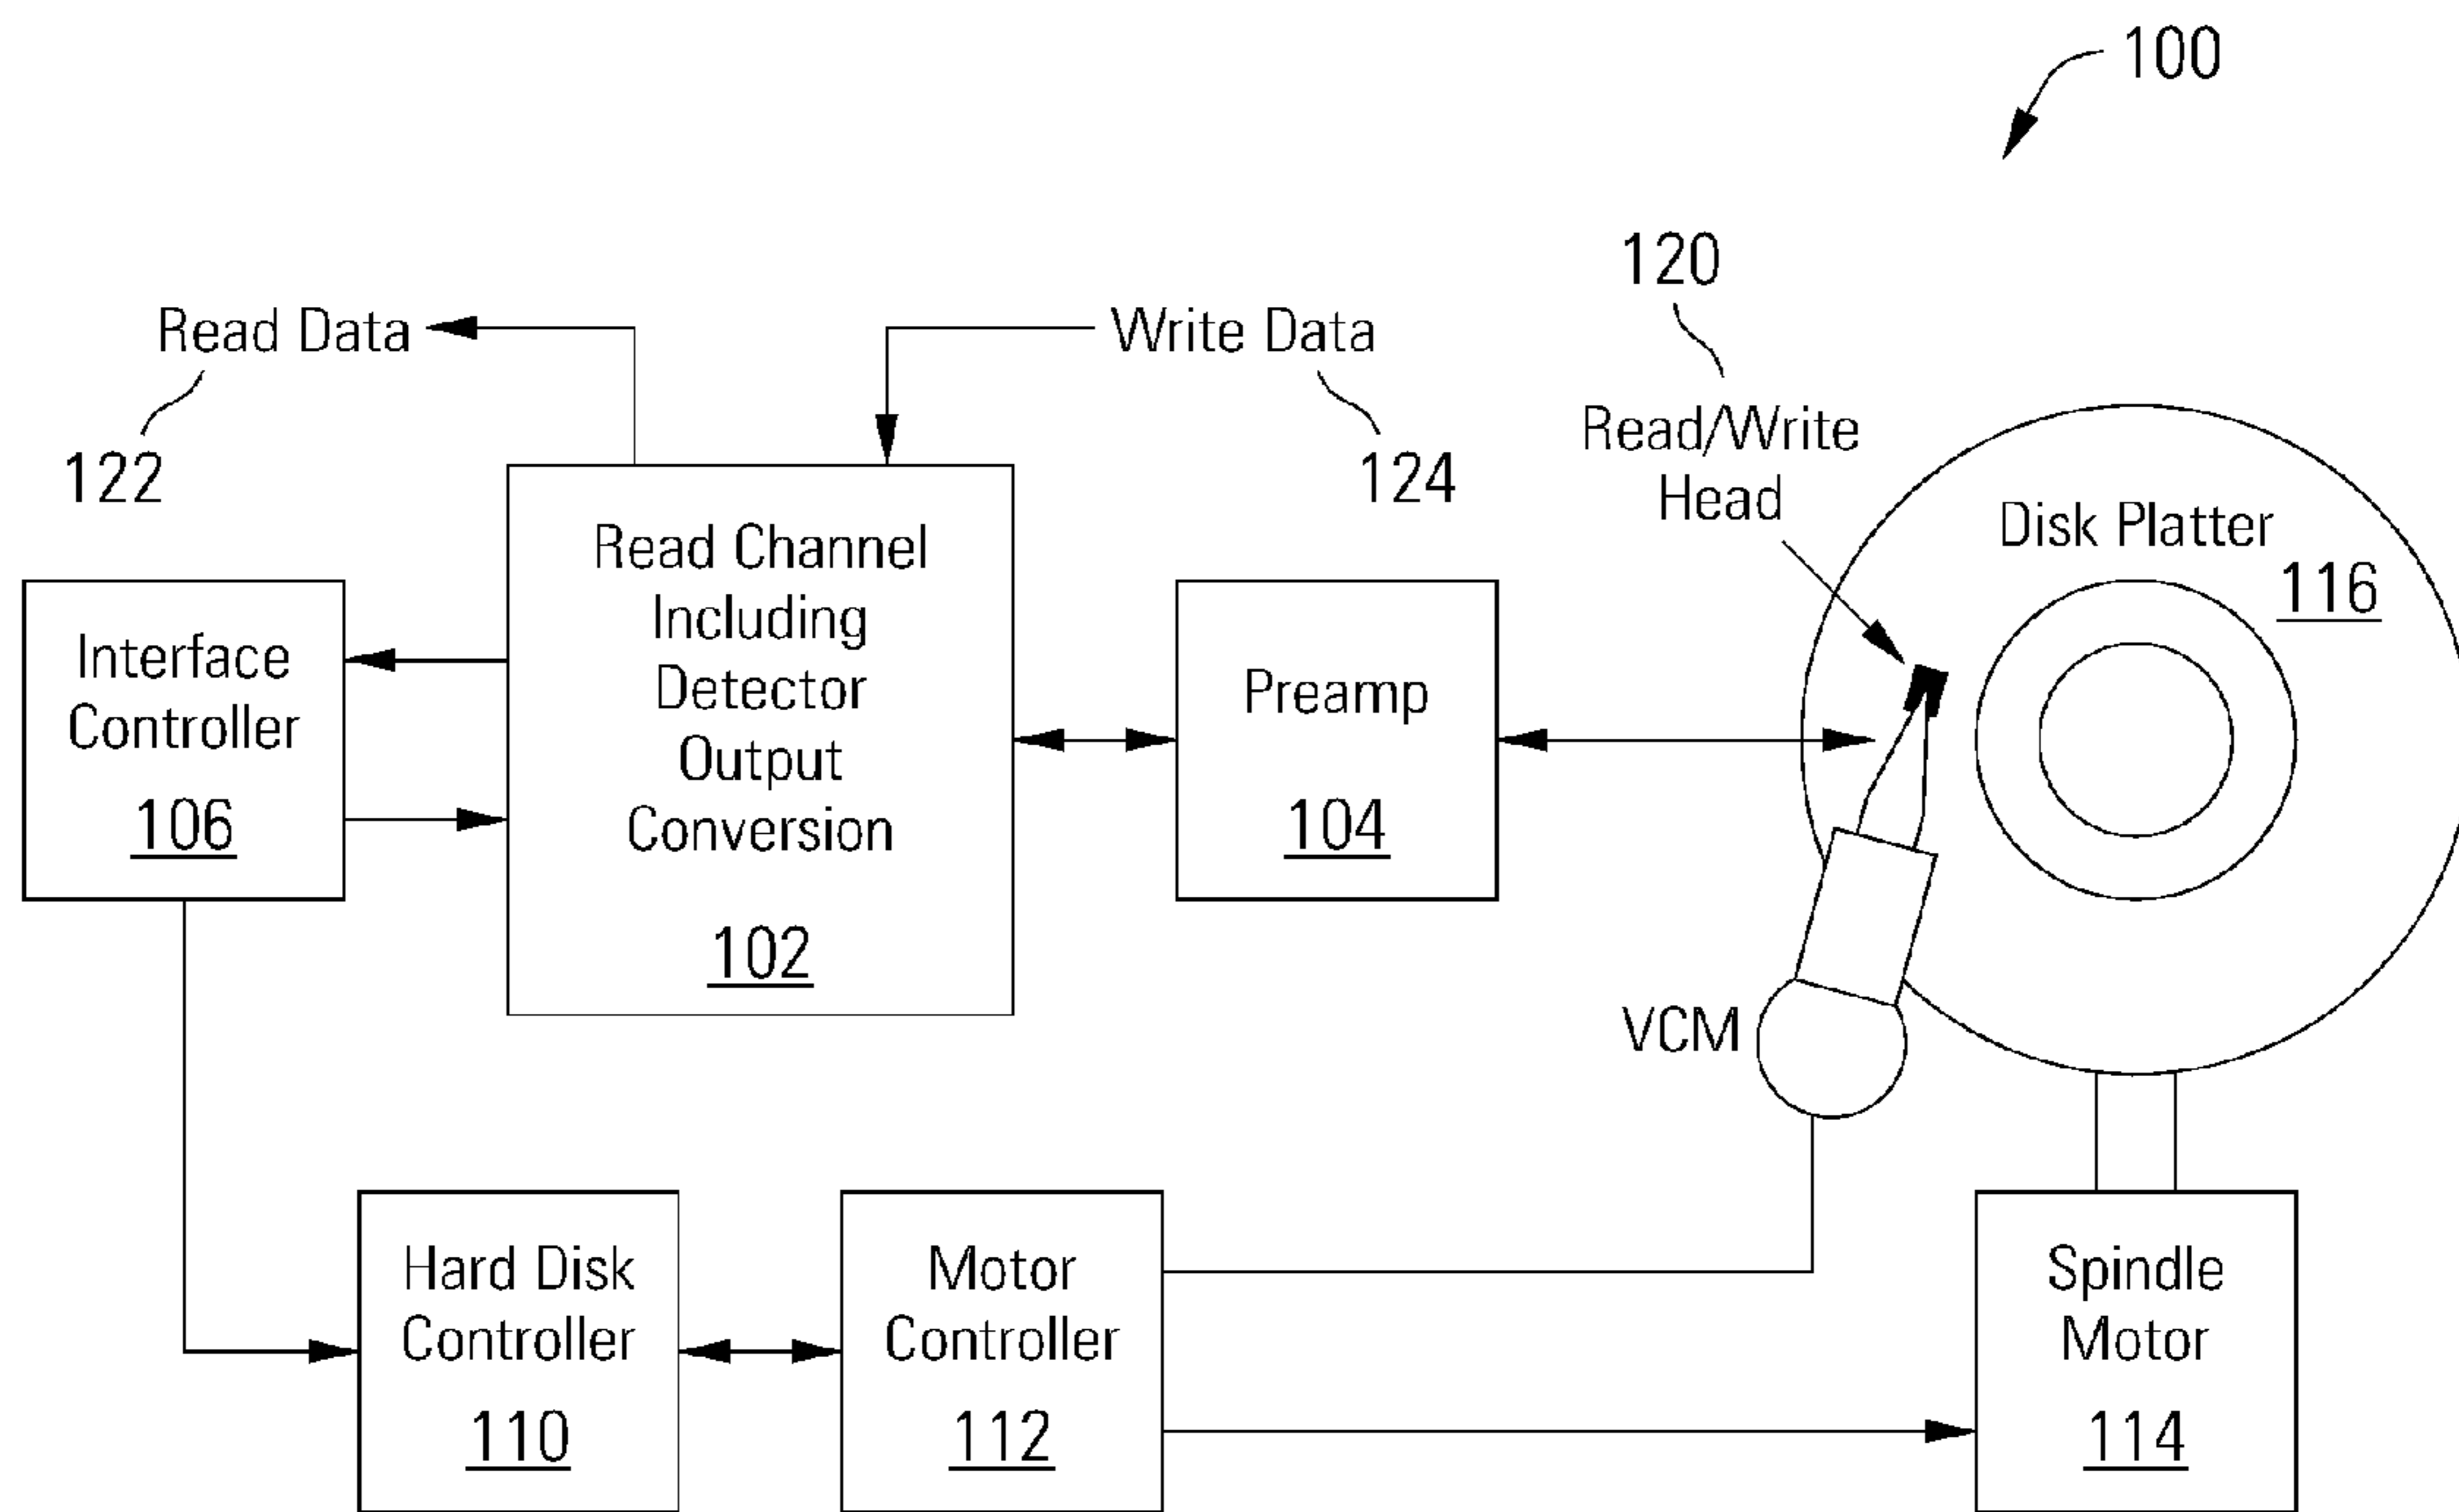 100
120
Read Data
Write Data
122
124
Read/Write
Head
Disk Platter
116
Read Channel
Including
Detector
Output
Conversion
102
Interface
Controller
106
Preamp
104
VCM
Hard Disk
Controller
110
Motor
Controller
112
Spindle
Motor
114